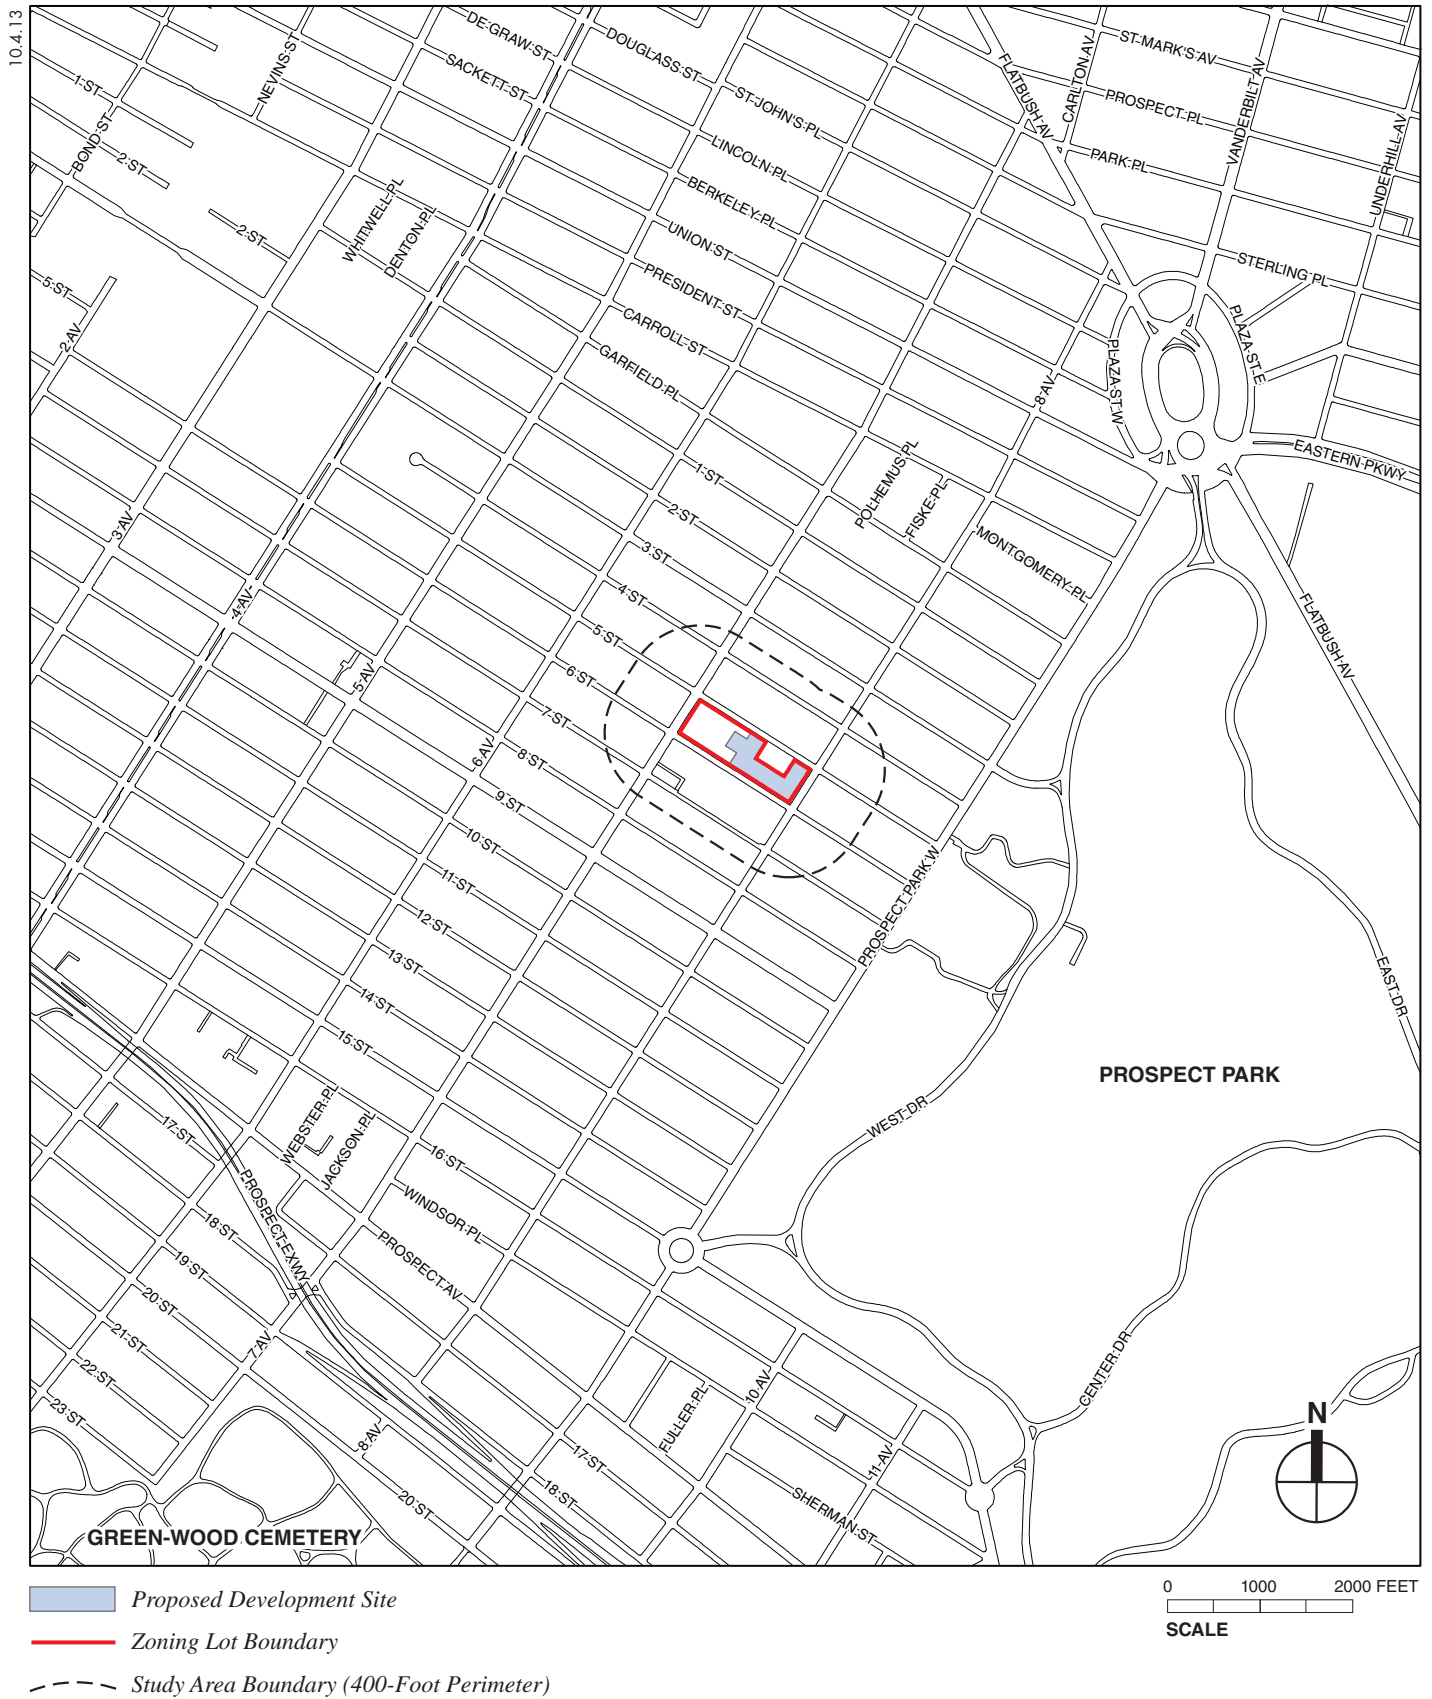 10.4.13
DE GRAW ST
DOUGLASS ST
SACKETT ST
NEVINS ST
1 ST
BOND ST
2 ST
ST JOHN'S PL
FLATBUSH AV
CARLTON AV
ST MARK'S AV
PROSPECT PL
VANDERBILT AV
PARK PL
UNDERHILL AV
LINCOLN PL
BERKELEY PL
WHITWELL PL
DENTON PL
2 ST
UNION ST
PRESIDENT ST
STERLING PL
5 ST
2 AV
CARROLL ST
GARFIELD PL
PLAZA ST W
PLAZA ST E
8 AV
EASTERN PKWY
1 ST
POLHEMUS PL
FISKE PL
2 ST
3 AV
3 ST
MONTGOMERY PL
4 AV
4 ST
FLATBUSH AV
5 ST
5 AV
6 ST
7 ST
6 AV
8 ST
9 ST
10 ST
11 ST
PROSPECT PARK W
12 ST
13 ST
EAST DR
14 ST
15 ST
PROSPECT PARK
WEST DR
WEBSTER PL
JACKSON PL
17 ST
16 ST
PROSPECT EXWY
WINDSOR PL
18 ST
PROSPECT AV
19 ST
20 ST
21 ST
7 AV
22 ST
CENTER DR
23 ST
10 AV
FULLER PL
N
8 AV
17 ST
11 AV
18 ST
20 ST
SHERMAN ST
GREEN-WOOD CEMETERY
Proposed Development Site
Zoning Lot Boundary
Study Area Boundary (400-Foot Perimeter)
0 1000 2000 FEET
SCALE